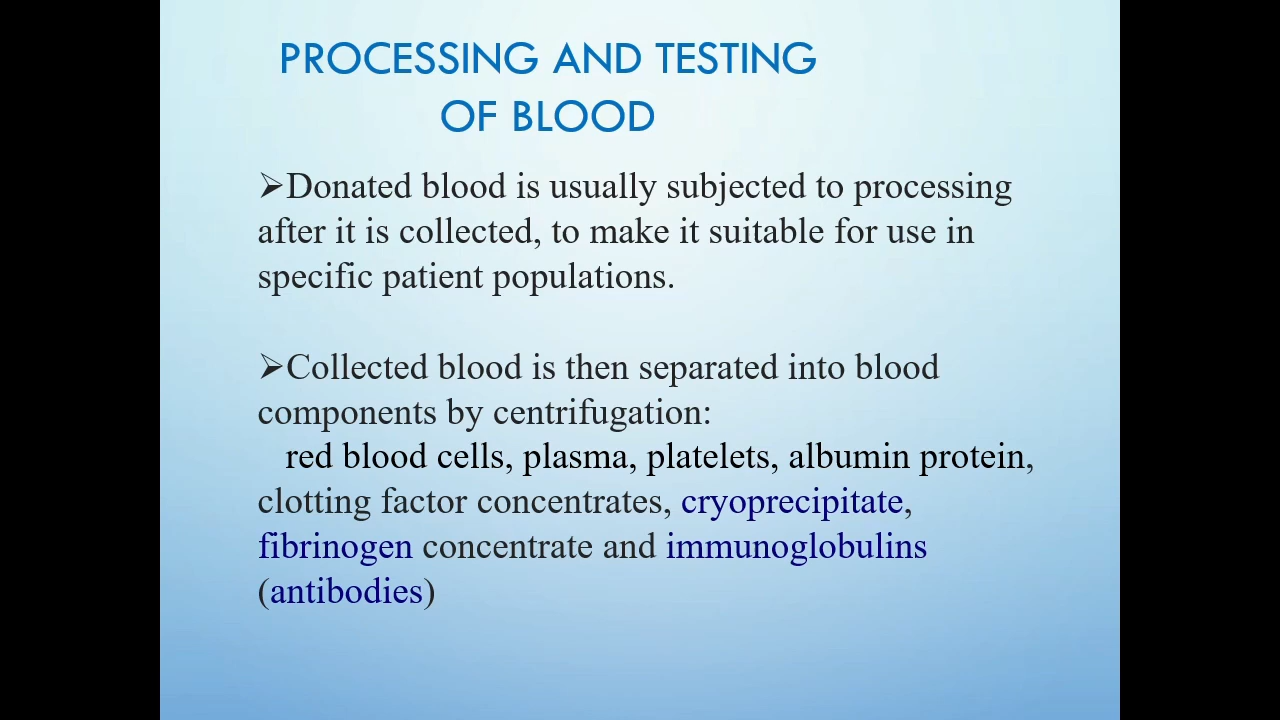 PROCESSING AND TESTING
OF BLOOD
➢Donated blood is usually subjected to processing
after it is collected, to make it suitable for use in
specific patient populations.
➢Collected blood is then separated into blood
components by centrifugation:
red blood cells, plasma, platelets, albumin protein,
clotting factor concentrates, cryoprecipitate,
fibrinogen concentrate and immunoglobulins
(antibodies)